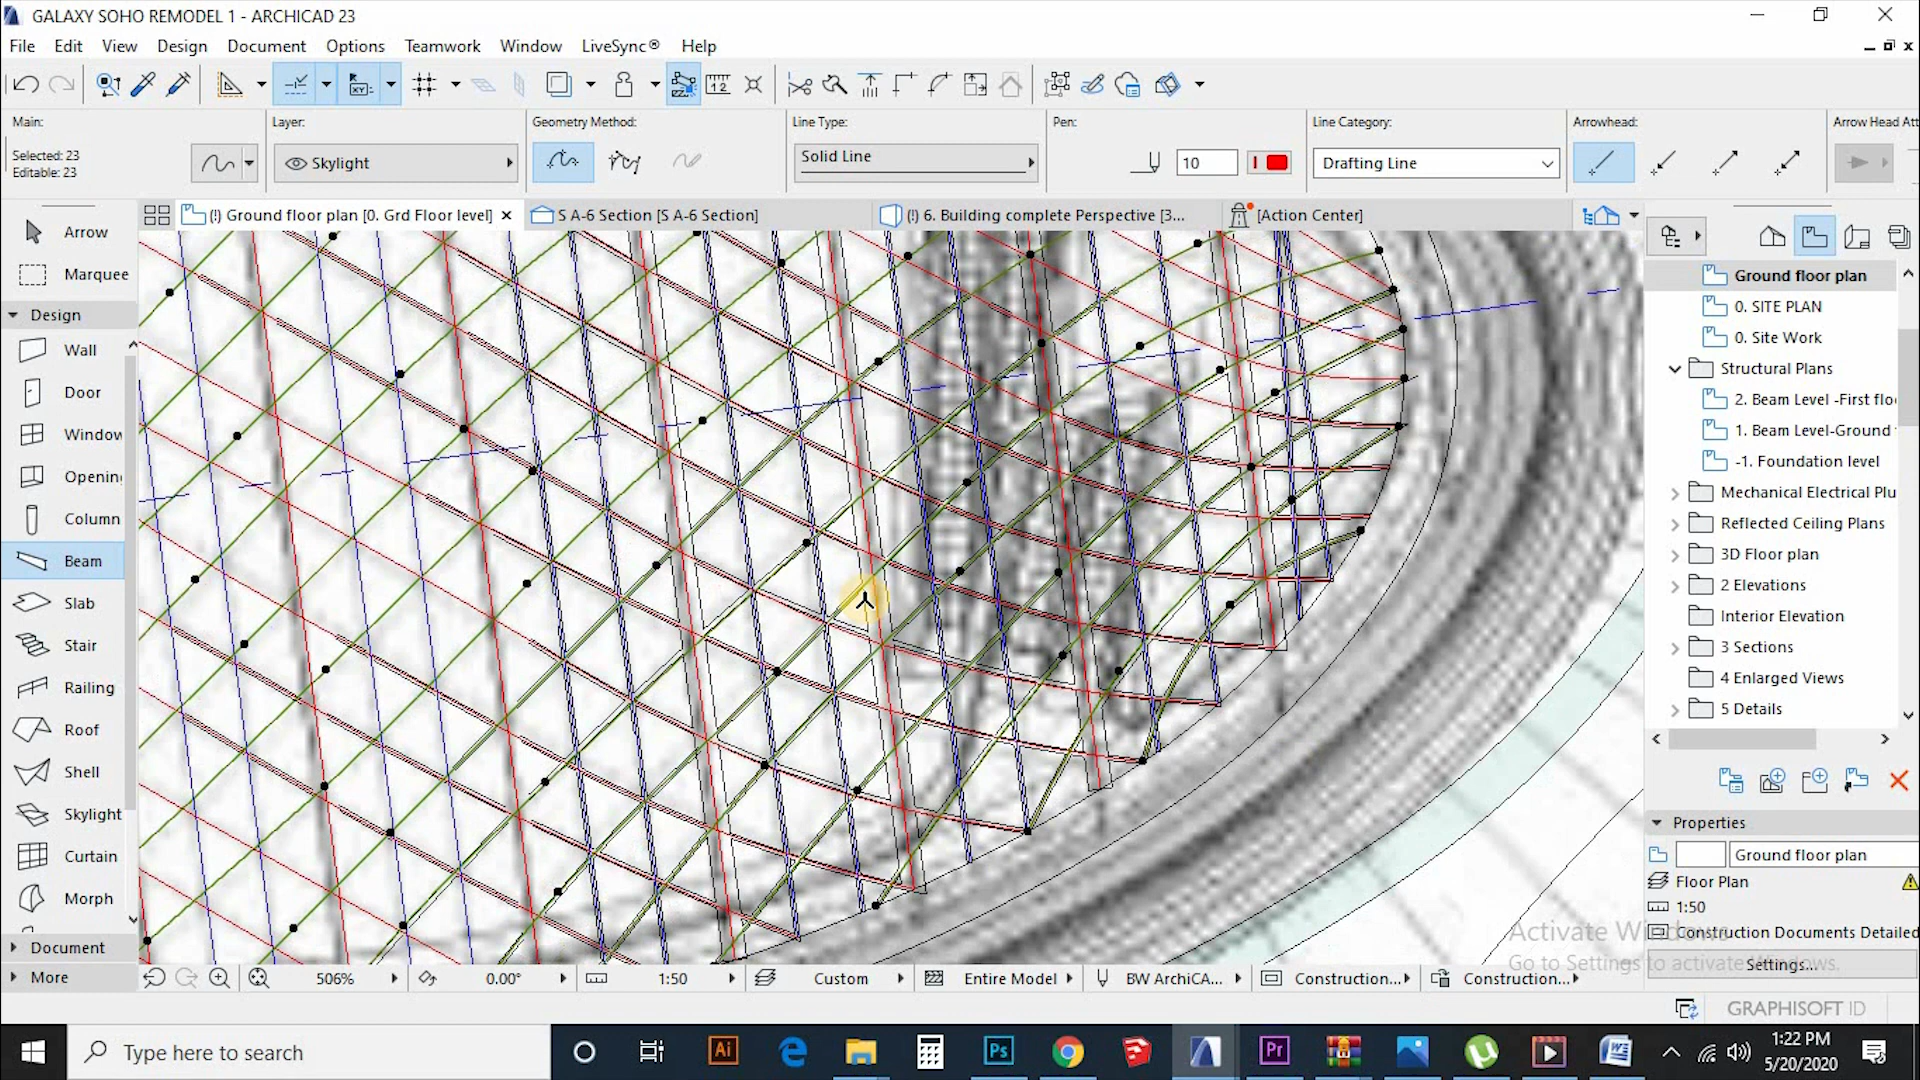 GALAXY SOHO REMODEL 1 - ARCHICAD 23
File Edit View Design Document Options Teamwork Window LiveSync® Help
Main: Layer: Geometry Method: Line Type: Pen: Line Category: Arrowhead: Arrow Head Att
Selected: 23
Editable: 23
Skylight
Solid Line
10
Drafting Line
(!) Ground floor plan [0. Grd Floor level]
S A-6 Section [S A-6 Section]
(!) 6. Building complete Perspective [3...
[Action Center]
Arrow
Marquee
Design
Wall
Door
Window
Opening
Column
Beam
Slab
Stair
Railing
Roof
Shell
Skylight
Curtain
Morph
Document
More
Ground floor plan
0. SITE PLAN
0. Site Work
Structural Plans
2. Beam Level -First flo
1. Beam Level-Ground
-1. Foundation level
Mechanical Electrical Plu
Reflected Ceiling Plans
3D Floor plan
2 Elevations
Interior Elevation
3 Sections
4 Enlarged Views
5 Details
Properties
Ground floor plan
Floor Plan
1:50
Construction Documents Detailed
Settings...
Activate Windows
Go to Settings to activate Windows.
506% 0.00° 1:50 Custom Entire Model BW ArchiCA... Construction... Construction...
GRAPHISOFT ID
Type here to search
1:22 PM
5/20/2020